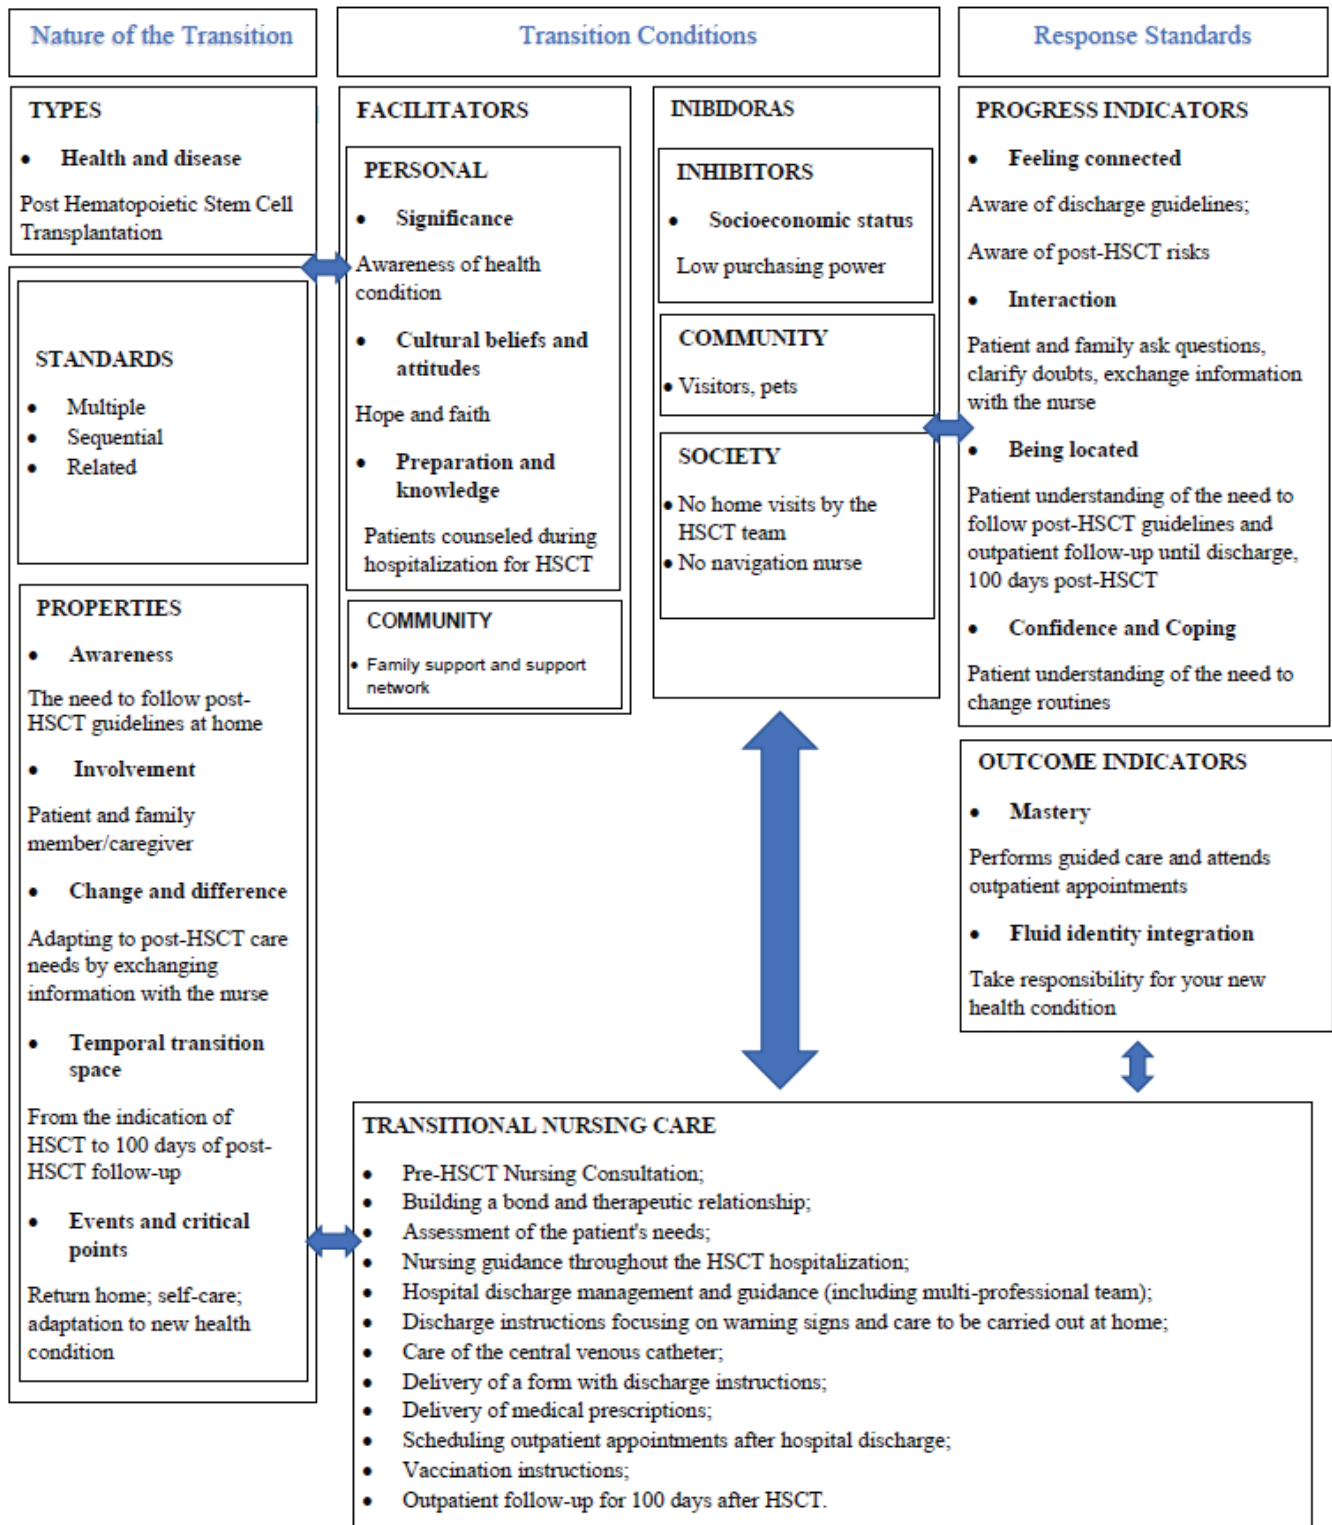 Nature of the Transition
Transition Conditions
Response Standards
TYPES
• Health and disease
Post Hematopoietic Stem Cell
Transplantation
STANDARDS
• Multiple
• Sequential
• Related
PROPERTIES
• Awareness
The need to follow post-
HSCT guidelines at home
• Involvement
Patient and family
member/caregiver
• Change and difference
Adapting to post-HSCT care
needs by exchanging
information with the nurse
• Temporal transition
space
From the indication of
HSCT to 100 days of post-
HSCT follow-up
• Events and critical
points
Return home; self-care;
adaptation to new health
condition
FACILITATORS
PERSONAL
• Significance
Awareness of health
condition
• Cultural beliefs and
attitudes
Hope and faith
• Preparation and
knowledge
Patients counseled during
hospitalization for HSCT
COMMUNITY
• Family support and support
network
INIBIDORAS
INHIBITORS
• Socioeconomic status
Low purchasing power
COMMUNITY
• Visitors, pets
SOCIETY
• No home visits by the
HSCT team
• No navigation nurse
PROGRESS INDICATORS
• Feeling connected
Aware of discharge guidelines;
Aware of post-HSCT risks
• Interaction
Patient and family ask questions,
clarify doubts, exchange information
with the nurse
• Being located
Patient understanding of the need to
follow post-HSCT guidelines and
outpatient follow-up until discharge,
100 days post-HSCT
• Confidence and Coping
Patient understanding of the need to
change routines
OUTCOME INDICATORS
• Mastery
Performs guided care and attends
outpatient appointments
• Fluid identity integration
Take responsibility for your new
health condition
TRANSITIONAL NURSING CARE
• Pre-HSCT Nursing Consultation;
• Building a bond and therapeutic relationship;
• Assessment of the patient's needs;
• Nursing guidance throughout the HSCT hospitalization;
• Hospital discharge management and guidance (including multi-professional team);
• Discharge instructions focusing on warning signs and care to be carried out at home;
• Care of the central venous catheter;
• Delivery of a form with discharge instructions;
• Delivery of medical prescriptions;
• Scheduling outpatient appointments after hospital discharge;
• Vaccination instructions;
• Outpatient follow-up for 100 days after HSCT.